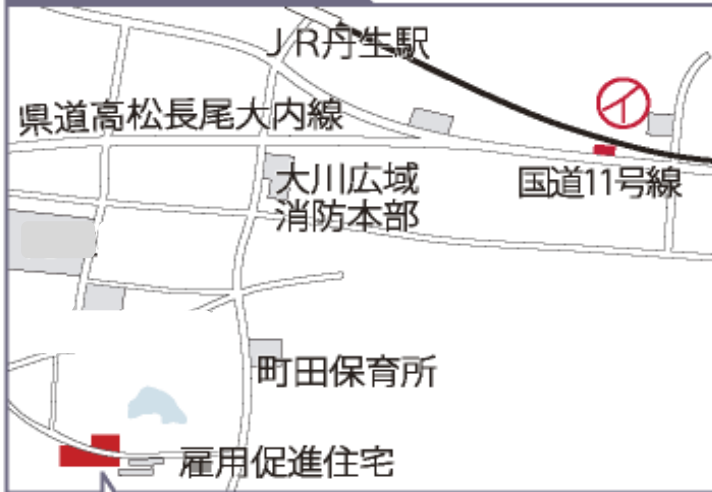 JR丹生駅
県道高松長尾大内線
イ
国道11号線
大川広域
消防本部
町田保育所
雇用促進住宅